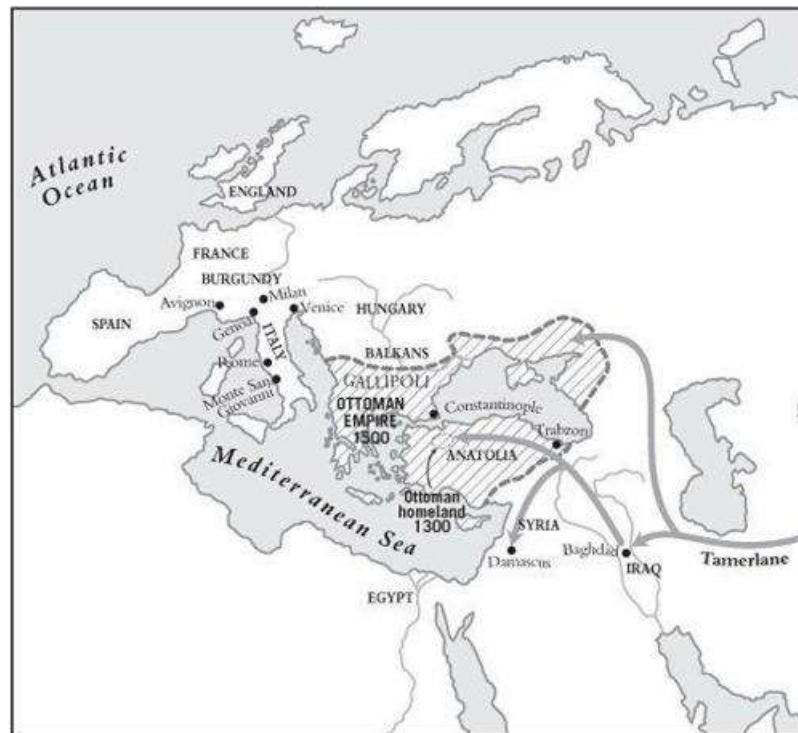 Atlantic
Ocean
ENGLAND
FRANCE
BURGUNDY
Milan
Avignon
Venice
Genoa
SPAIN
ITALY
HUNGARY
BALKANS
Rome
GALLIPOLI
Monte San
Giovanni
OTTOMAN
EMPIRE
1500
Constantinople
Trabzon
ANATOLIA
Mediterranean Sea
Ottoman
homeland
1300
SYRIA
Damascus
Baghdad
IRAQ
Tamerlane
EGYPT